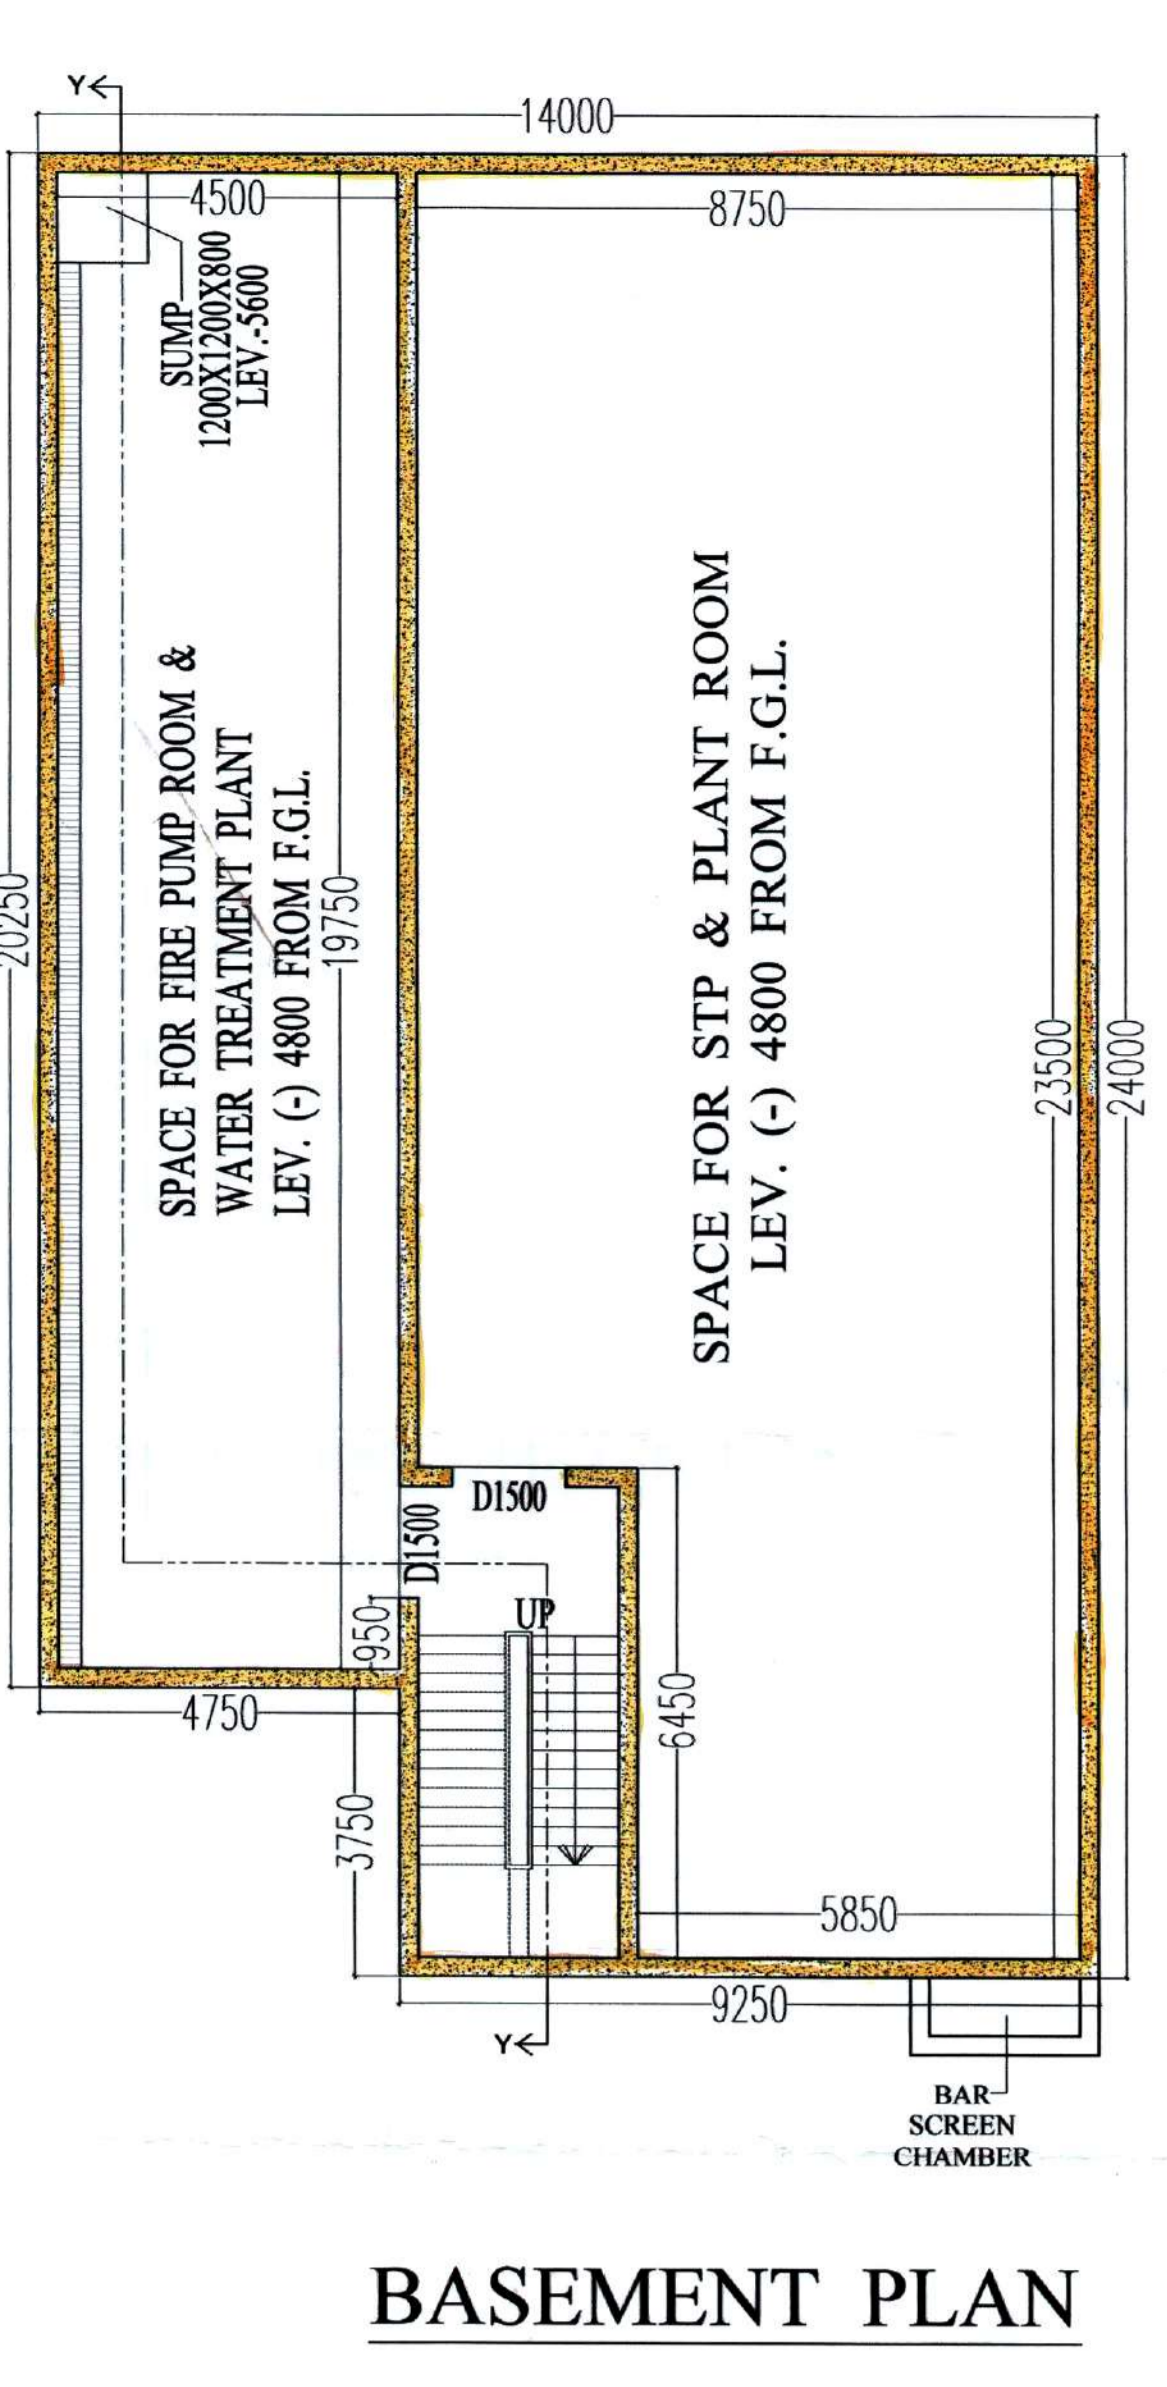 Y
14000
4500
8750
SUMP
1200X1200X800
LEV.-5600
SPACE FOR FIRE PUMP ROOM &
WATER TREATMENT PLANT
LEV. (-) 4800 FROM F.G.L.
19750
20250
SPACE FOR STP & PLANT ROOM
LEV. (-) 4800 FROM F.G.L.
23500
24000
D1500
D1500
UP
950
4750
6450
3750
5850
9250
Y
BAR
SCREEN
CHAMBER
BASEMENT PLAN